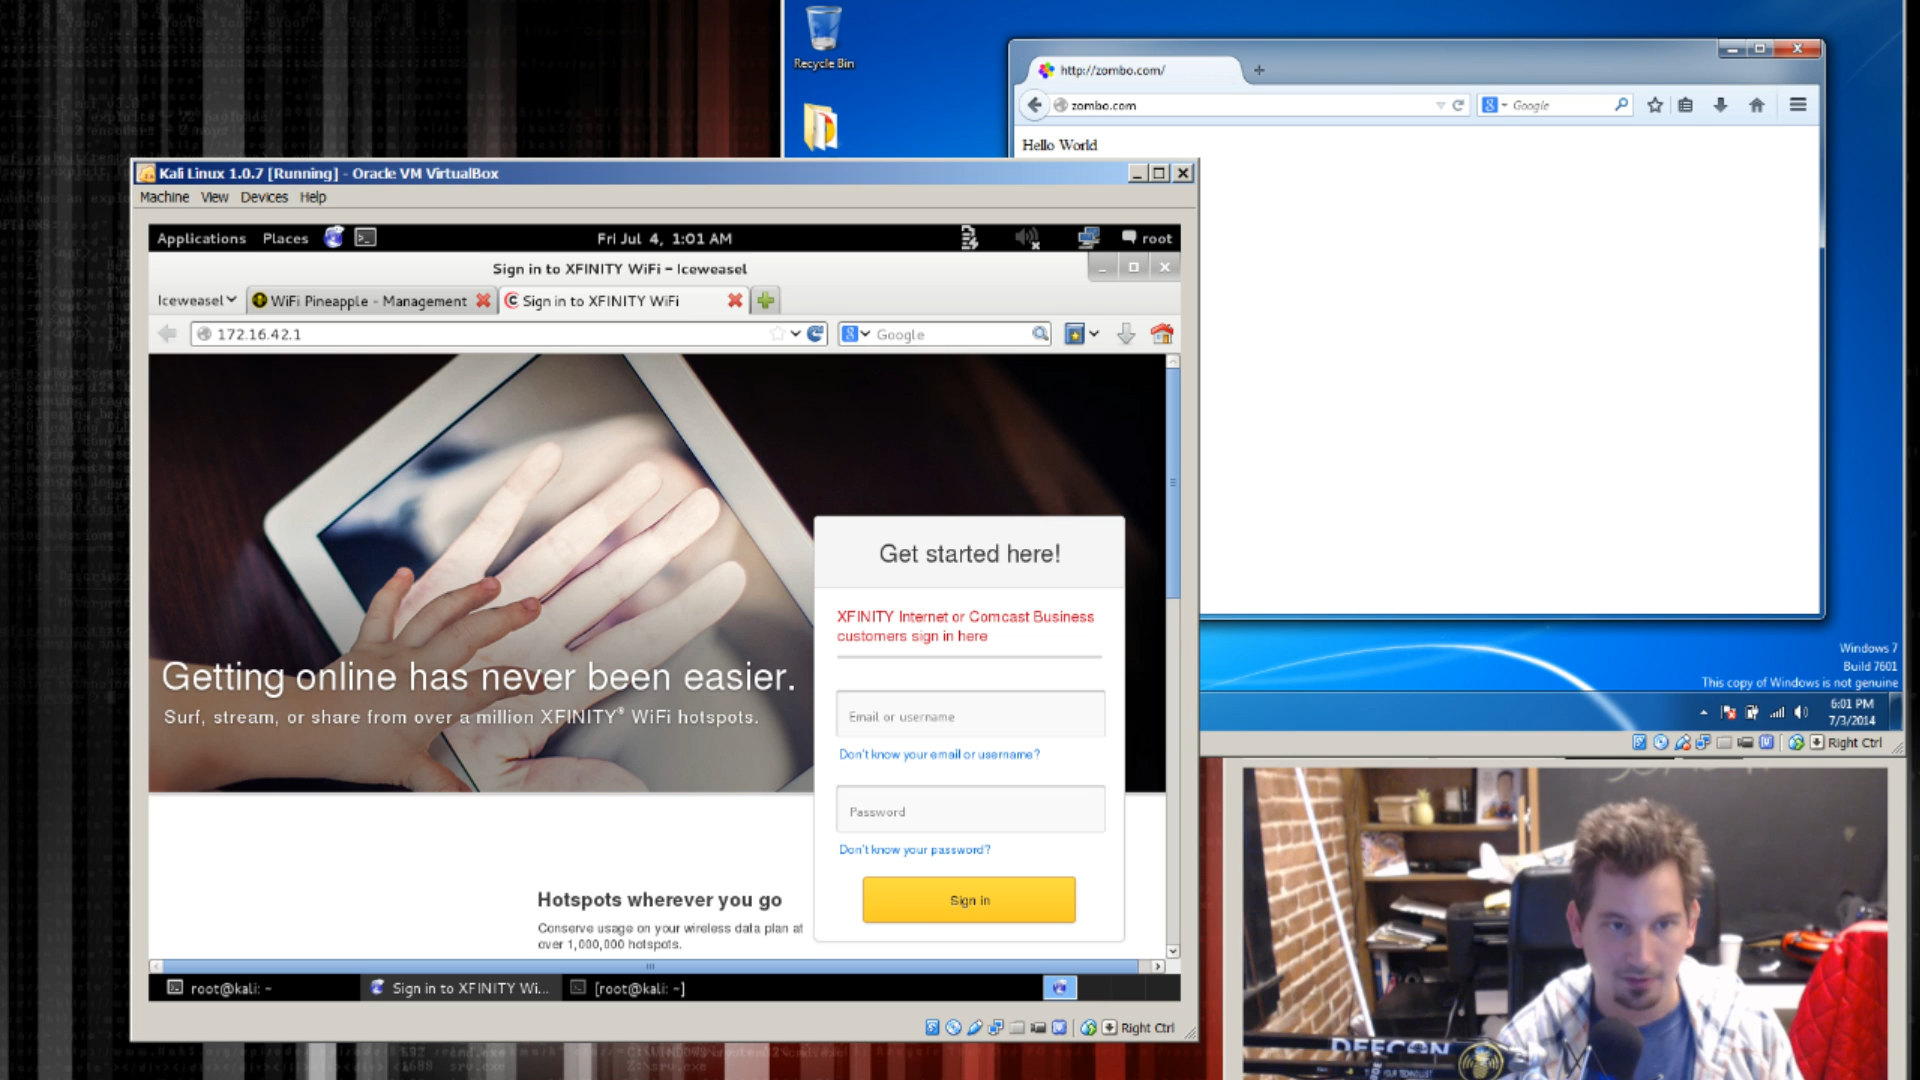 Recycle Bin
http://zombo.com/
zombo.com
Google
Hello World
Kali Linux 1.0.7 [Running] - Oracle VM VirtualBox
Machine View Devices Help
Applications Places
Fri Jul 4, 1:01 AM
root
Sign in to XFINITY WiFi - Iceweasel
Iceweasel
WiFi Pineapple - Management
Sign in to XFINITY WiFi
172.16.42.1
Google
Get started here!
XFINITY Internet or Comcast Business
customers sign in here
Email or username
Don't know your email or username?
Password
Don't know your password?
Sign in
Getting online has never been easier.
Surf, stream, or share from over a million XFINITY® WiFi hotspots.
Hotspots wherever you go
Conserve usage on your wireless data plan at
over 1,000,000 hotspots.
root@kali: ~
Sign in to XFINITY Wi...
[root@kali: ~]
Right Ctrl
Windows 7
Build 7601
This copy of Windows is not genuine
6:01 PM
7/3/2014
Right Ctrl
DEFCON